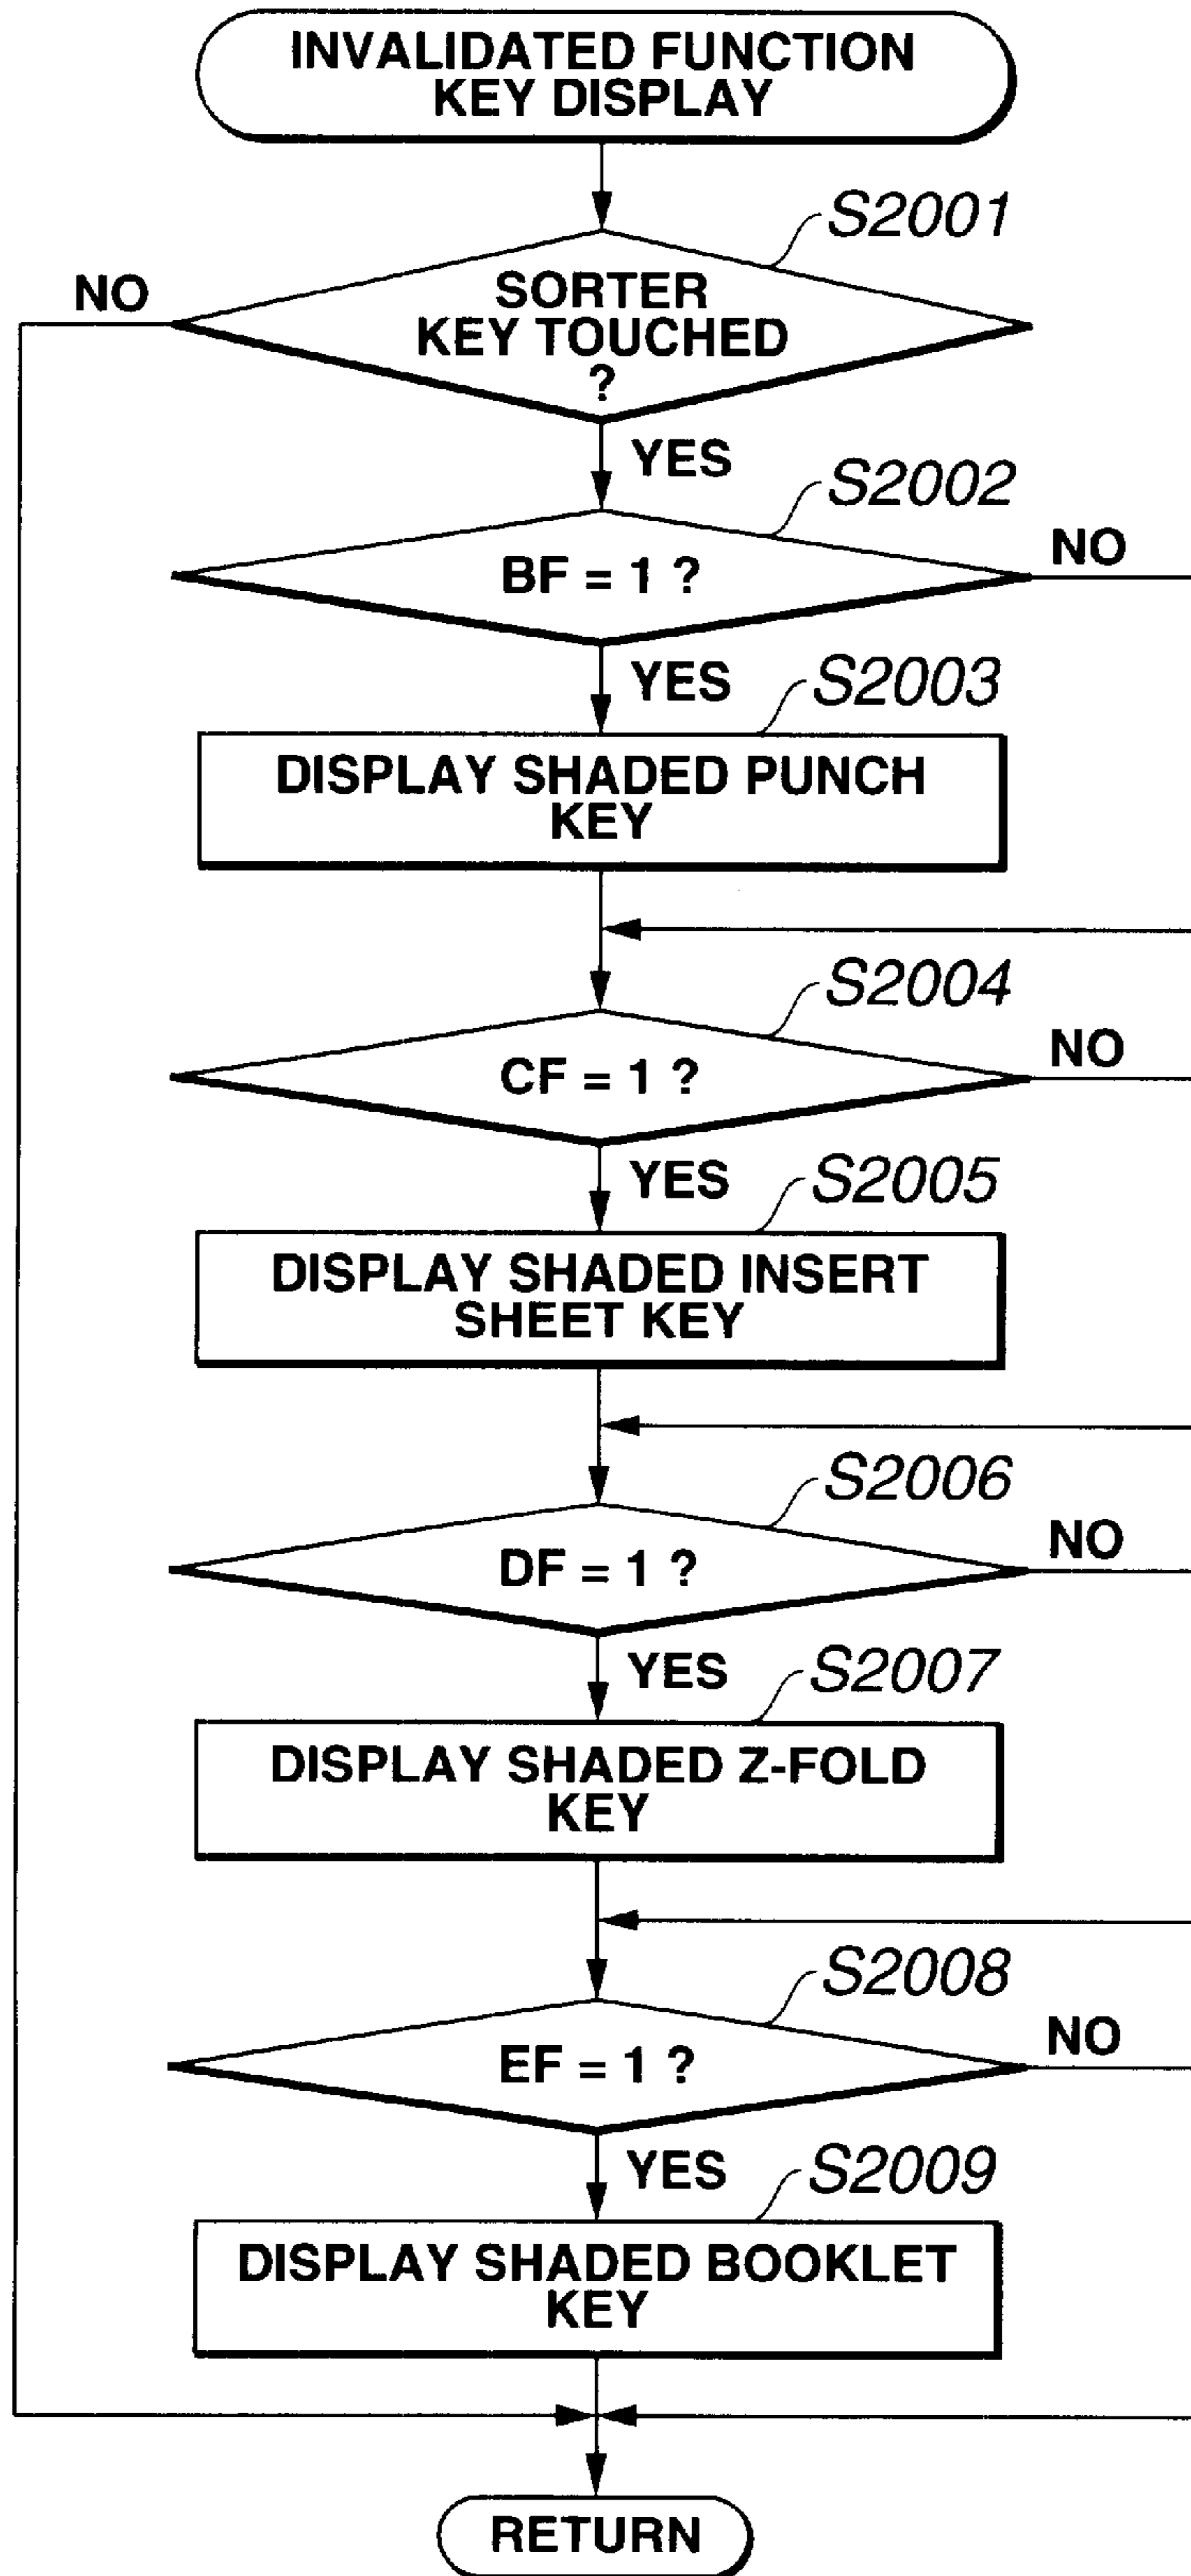 INVALIDATED FUNCTION
KEY DISPLAY
S2001
NO
SORTER
KEY TOUCHED
?
YES
S2002
BF = 1 ?
NO
YES
S2003
DISPLAY SHADED PUNCH
KEY
S2004
CF = 1 ?
NO
YES
S2005
DISPLAY SHADED INSERT
SHEET KEY
S2006
DF = 1 ?
NO
YES
S2007
DISPLAY SHADED Z-FOLD
KEY
S2008
EF = 1 ?
NO
YES
S2009
DISPLAY SHADED BOOKLET
KEY
RETURN